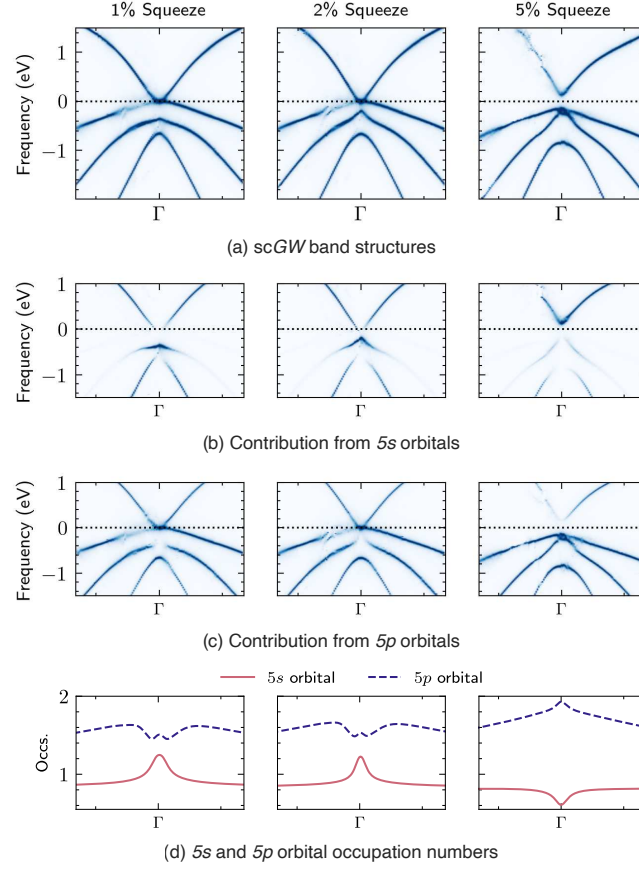 1% Squeeze 2% Squeeze 5% Squeeze
Frequency (eV)
1
0
−1
Γ Γ Γ
(a) scGW band structures
Frequency (eV)
1
0
−1
Γ Γ Γ
(b) Contribution from 5s orbitals
Frequency (eV)
1
0
−1
Γ Γ Γ
(c) Contribution from 5p orbitals
5s orbital 5p orbital
Occs.
2
1
Γ Γ Γ
(d) 5s and 5p orbital occupation numbers